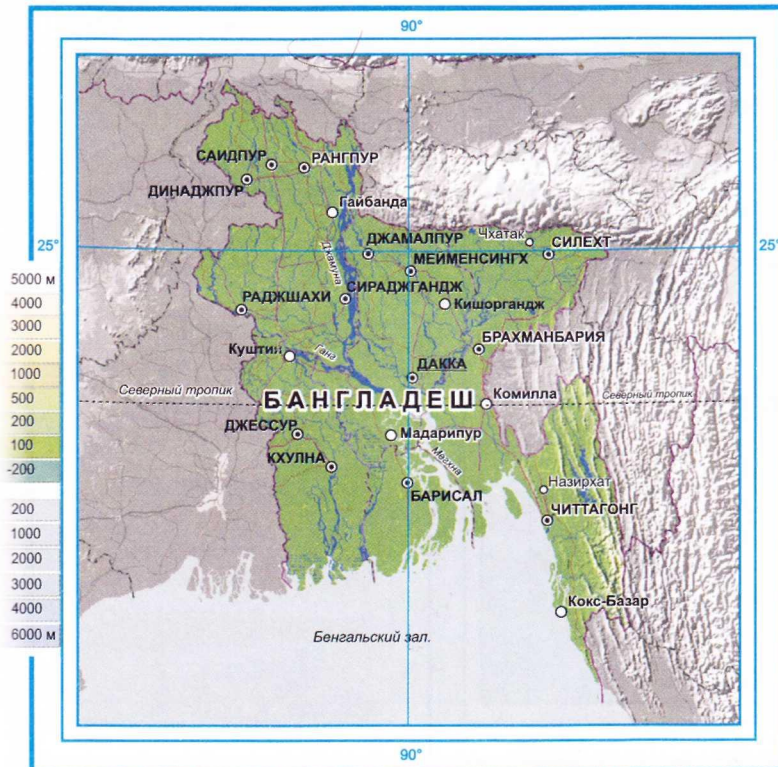 90°
САИДПУР
РАНГПУР
ДИНАДЖПУР
Гайбанда
25°
ДЖАМАЛПУР
Чхатак
СИЛЕХТ
25°
МЕЙМЕНСИНГХ
Джамуна
5000 м
4000
3000
2000
1000
500
200
100
-200
200
1000
2000
3000
4000
6000 м
РАДЖШАХИ
СИРАДЖГАНДЖ
Кишоргандж
БРАХМАНБАРИЯ
Куштия
Ганг
ДАККА
Северный тропик
БАНГЛАДЕШ
Комилла
Северный тропик
ДЖЕССУР
Мадарипур
КХУЛНА
Мегхна
БАРИСАЛ
Назирхат
ЧИТТАГОНГ
Кокс-Базар
Бенгальский зал.
90°